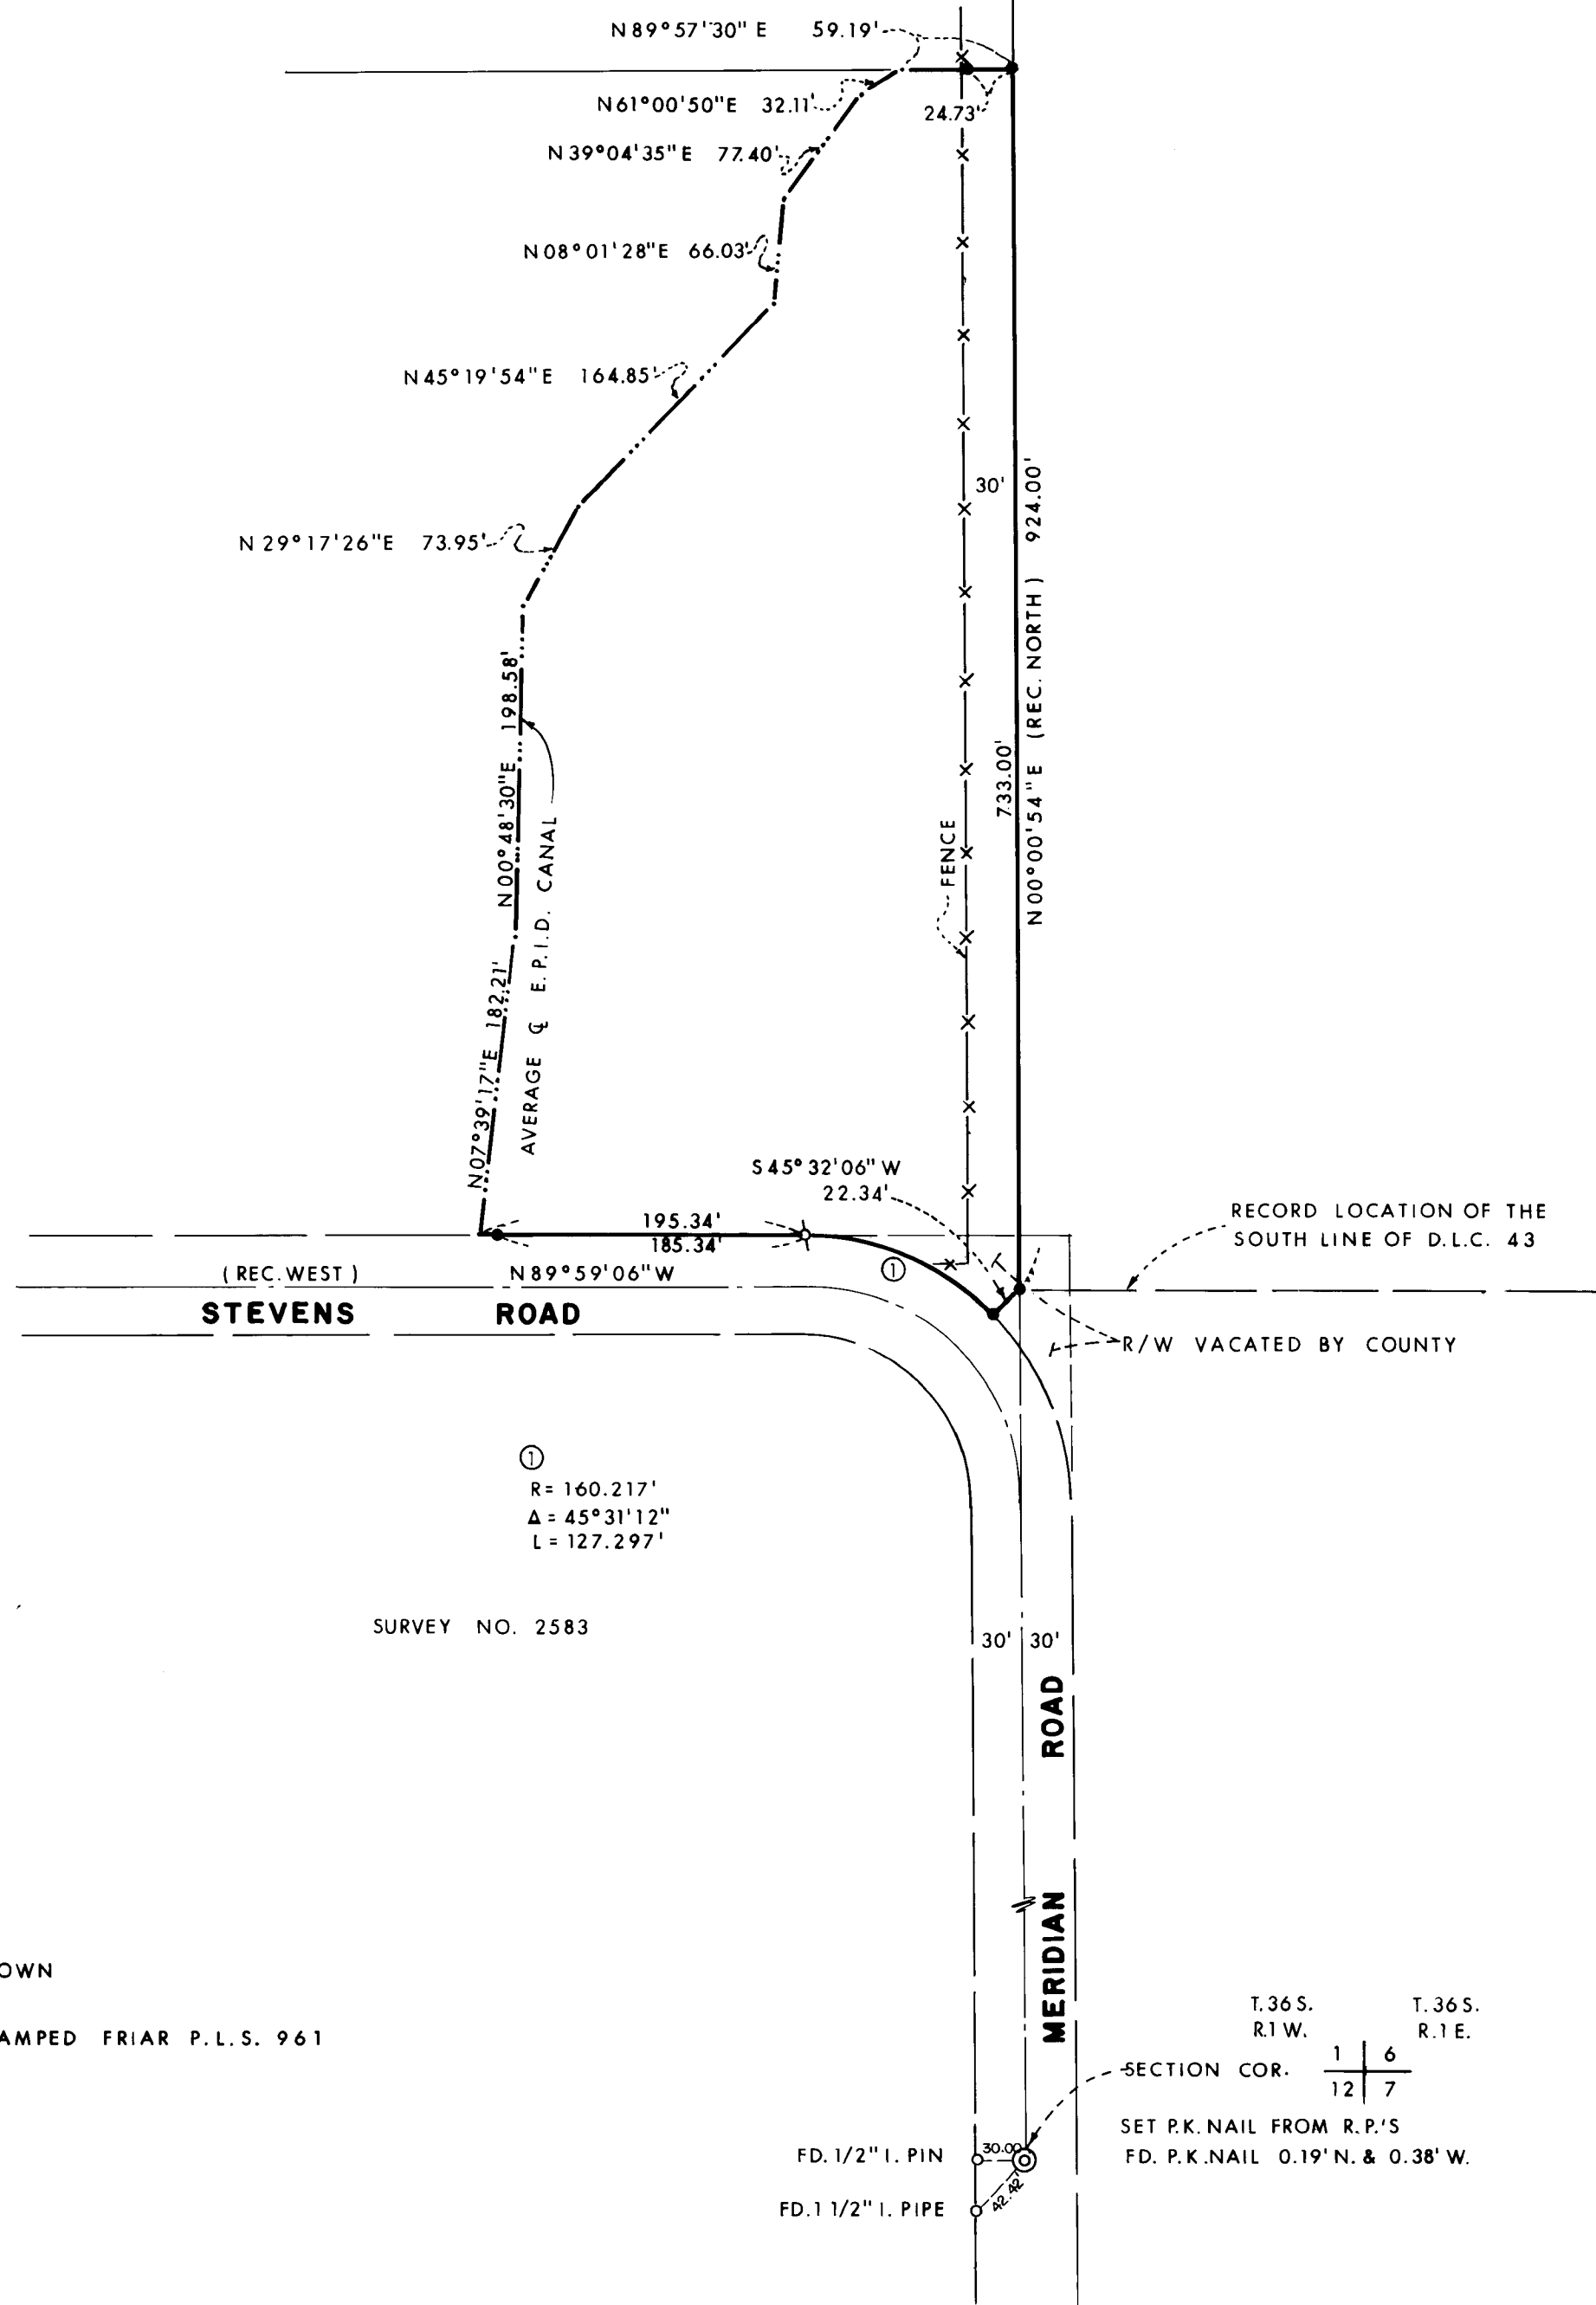 N 89°57'30" E 59.19'
N 61°00'50"E 32.11'
24.73'
N 39°04'35"E 77.40'
N 08°01'28"E 66.03'
N 45°19'54"E 164.85'
30'
N00°00'54"E (REC. NORTH) 924.00'
N 29°17'26"E 73.95'
N00°48'30"E 198.58'
733.00'
FENCE
AVERAGE ℄ E.P.I.D. CANAL
N07°39'17"E 182.21'
S 45°32'06" W
22.34'
195.34'
185.34'
RECORD LOCATION OF THE
SOUTH LINE OF D.L.C. 43
(REC. WEST) N89°59'06"W
1
STEVENS ROAD
R/W VACATED BY COUNTY
1
R= 160.217'
Δ = 45°31'12"
L = 127.297'
SURVEY NO. 2583
30' 30'
MERIDIAN ROAD
OWN
AMPED FRIAR P.L.S. 961
T. 36 S. T. 36 S.
R.1 W. R.1 E.
SECTION COR.
1 6
12 7
SET P.K. NAIL FROM R.P.'S
FD. P.K. NAIL 0.19' N. & 0.38' W.
FD. 1/2" I. PIN
30.00
42.42'
FD. 1 1/2" I. PIPE